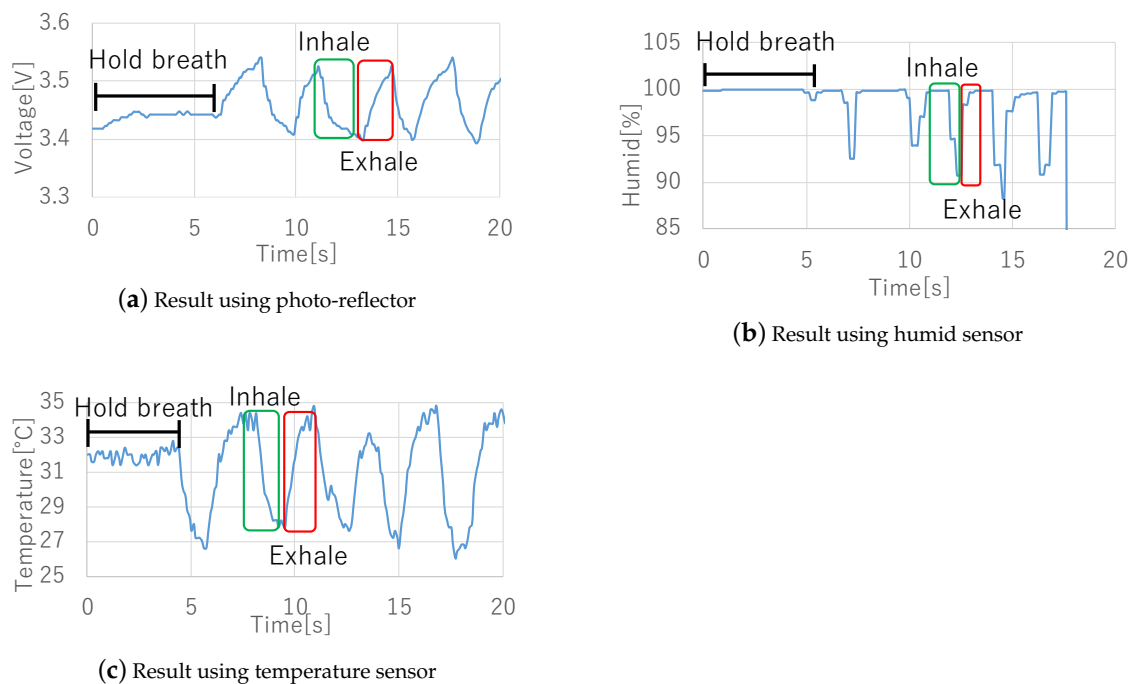 3.6
3.5
3.4
3.3
Voltage[V]
Hold breath
Inhale
Exhale
0 5 10 15 20
Time[s]
(a) Result using photo-reflector
105
100
95
90
85
Humid[%]
Hold breath
Inhale
Exhale
0 5 10 15 20
Time[s]
(b) Result using humid sensor
35
33
31
29
27
25
Temperature[℃]
Hold breath
Inhale
Exhale
0 5 10 15 20
Time[s]
(c) Result using temperature sensor